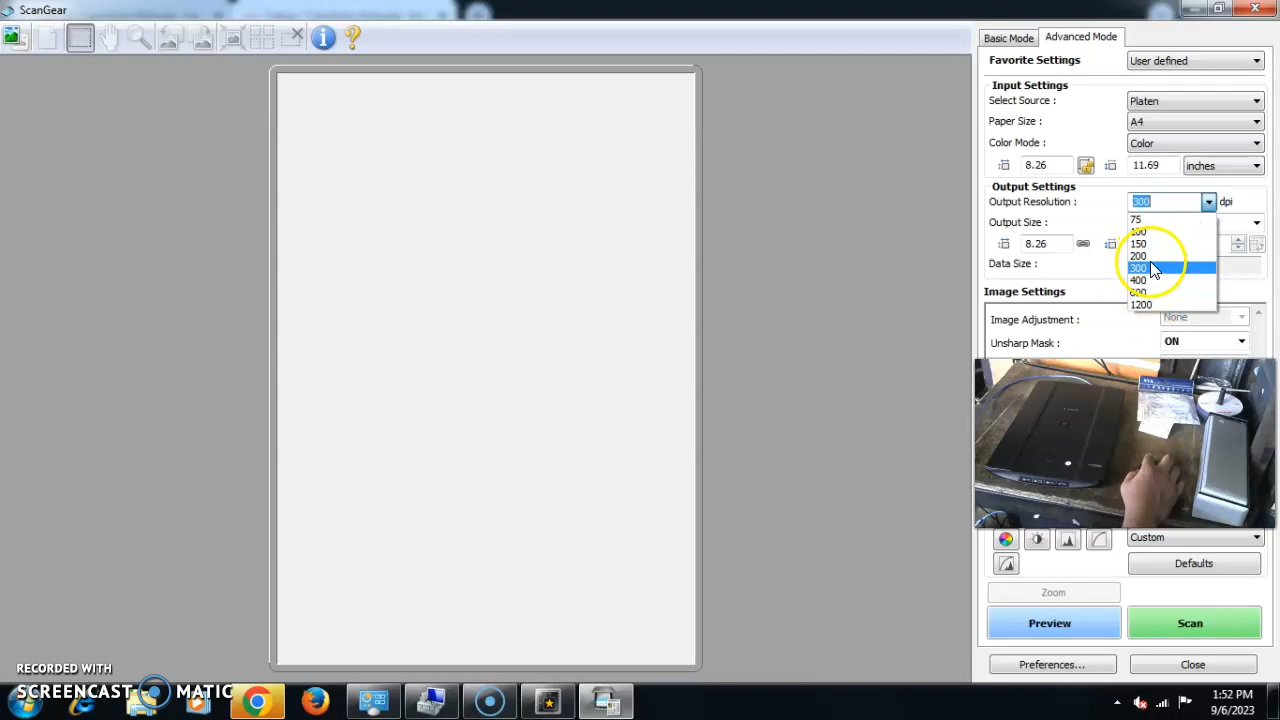 ScanGear
Basic Mode
Advanced Mode
Favorite Settings
User defined
Input Settings
Select Source :
Platen
Paper Size :
A4
Color Mode :
Color
8.26
11.69
inches
Output Settings
Output Resolution :
300
dpi
75
100
Output Size :
150
8.26
200
Data Size :
300
400
600
1200
Image Settings
Image Adjustment :
None
Unsharp Mask :
ON
Custom
Defaults
Zoom
Preview
Scan
Preferences...
Close
RECORDED WITH
SCREENCAST MATIC
1:52 PM
9/6/2023